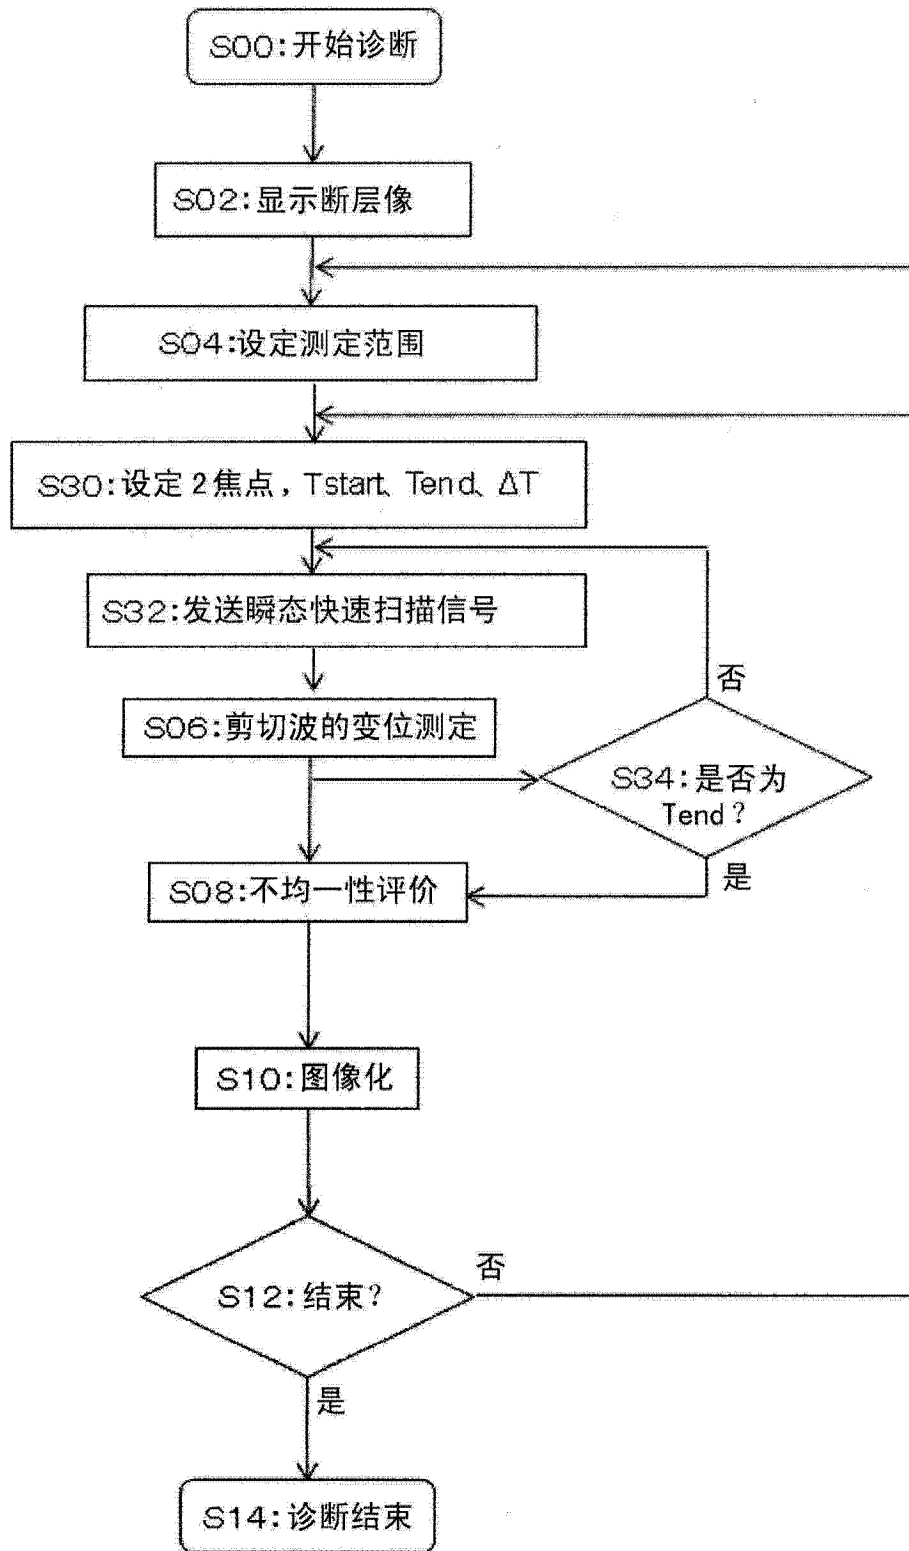 S00:开始诊断
S02:显示断层像
S04:设定测定范围
S30:设定2焦点，Tstart、Tend、ΔT
S32:发送瞬态快速扫描信号
否
S06:剪切波的变位测定
S34:是否为
Tend？
是
S08:不均一性评价
S10:图像化
否
S12:结束？
是
S14:诊断结束